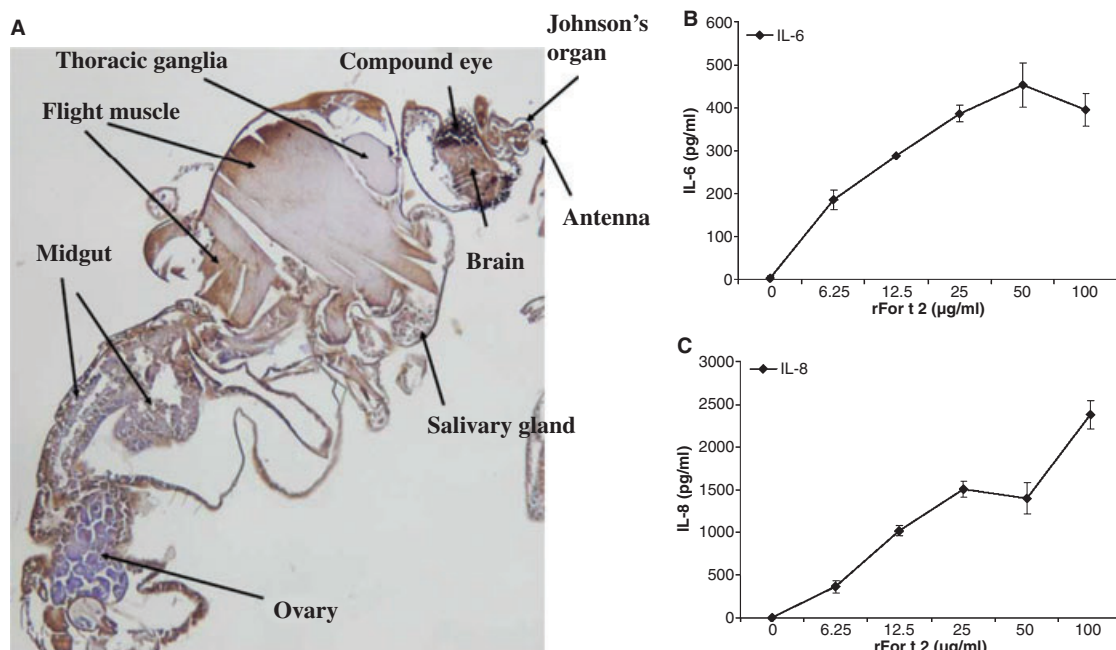 A
Thoracic ganglia
Flight muscle
Compound eye
Johnson's
organ
Midgut
Antenna
Brain
Salivary gland
Ovary
B
IL-6
600
500
400
300
200
100
0
IL-6 (pg/ml)
0 6.25 12.5 25 50 100
rFor t 2 (µg/ml)
C
IL-8
3000
2500
2000
1500
1000
500
0
IL-8 (pg/ml)
0 6.25 12.5 25 50 100
rFor t 2 (µg/ml)